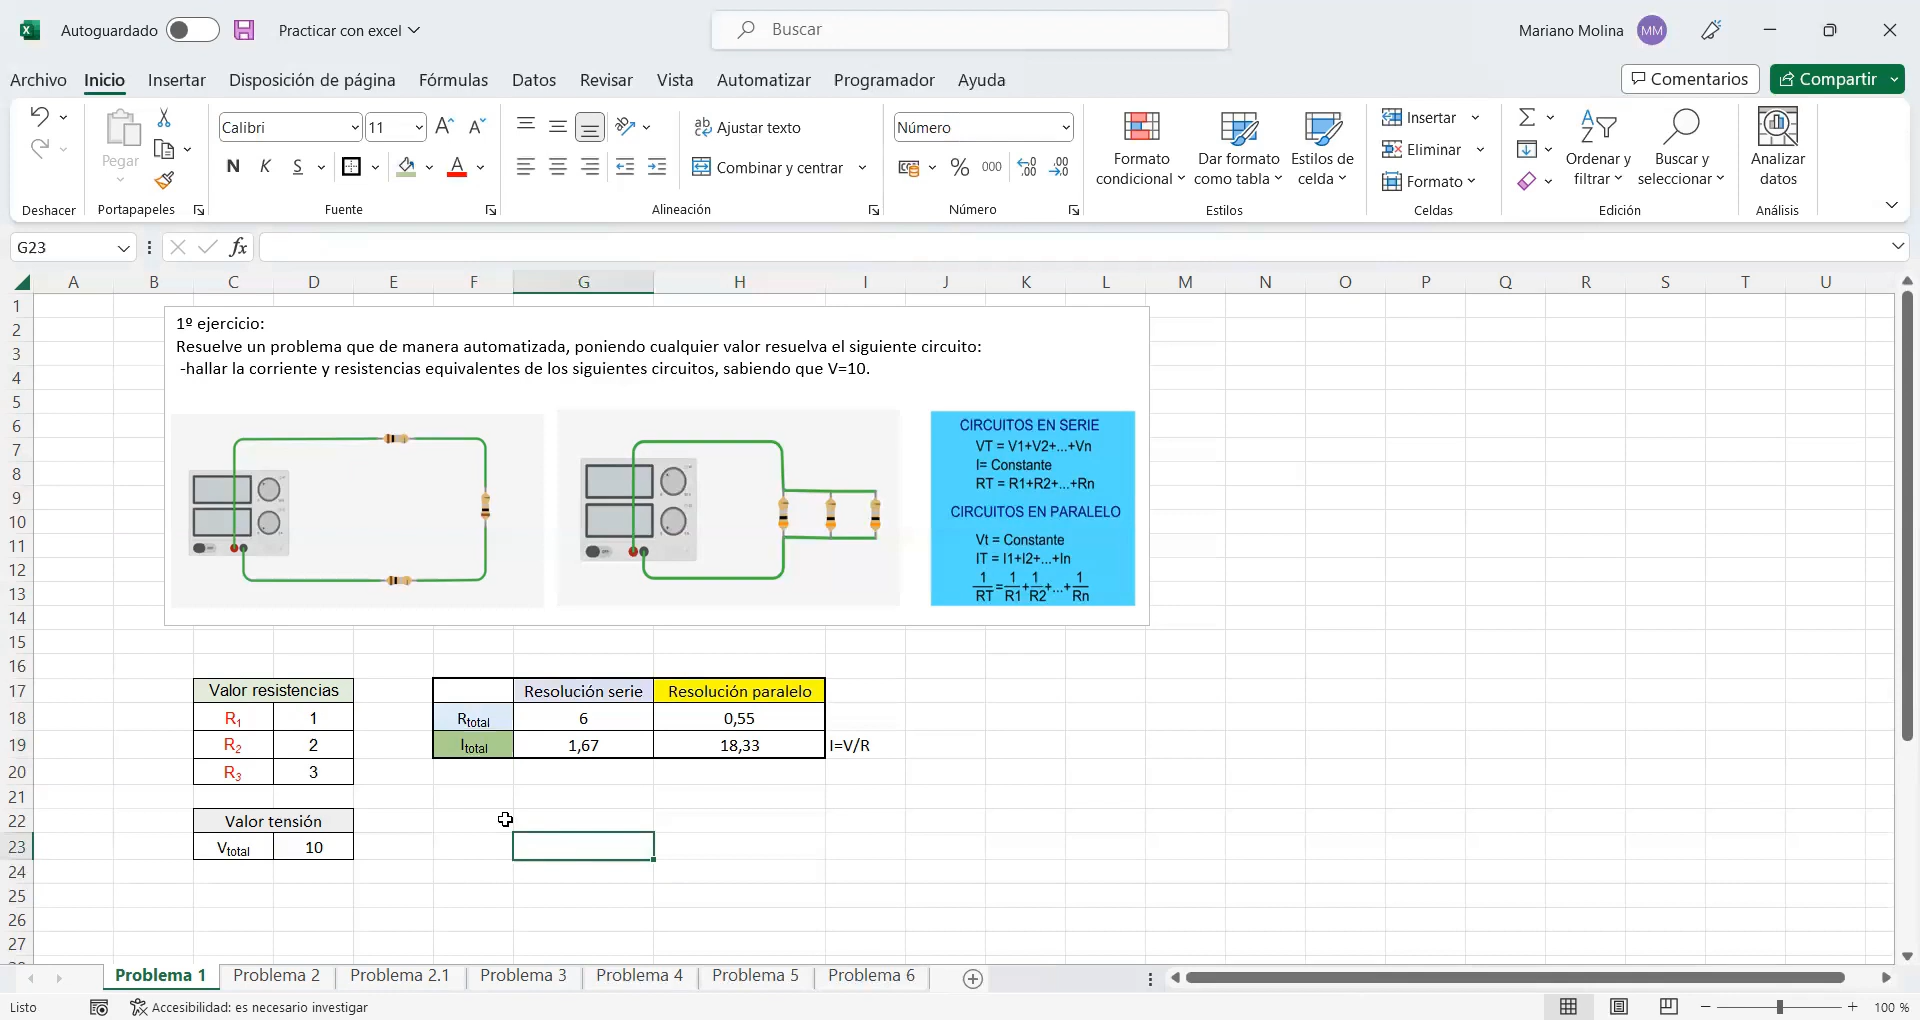 Autoguardado
Practicar con excel
Buscar
Mariano Molina
MM
Archivo Inicio Insertar Disposición de página Fórmulas Datos Revisar Vista Automatizar Programador Ayuda
Comentarios
Compartir
Deshacer
Pegar
Portapapeles
Calibri
11
N K S
Fuente
Ajustar texto
Combinar y centrar
Alineación
Número
% 000
Número
Formato condicional
Dar formato como tabla
Estilos de celda
Estilos
Insertar
Eliminar
Formato
Celdas
Ordenar y filtrar
Buscar y seleccionar
Edición
Analizar datos
Análisis
G23
fx
A B C D E F G H I J K L M N O P Q R S T U
1
2
3
4
5
6
7
8
9
10
11
12
13
14
15
16
17
18
19
20
21
22
23
24
25
26
27
1º ejercicio:
Resuelve un problema que de manera automatizada, poniendo cualquier valor resuelva el siguiente circuito:
-hallar la corriente y resistencias equivalentes de los siguientes circuitos, sabiendo que V=10.
CIRCUITOS EN SERIE
VT = V1+V2+...+Vn
I= Constante
RT = R1+R2+...+Rn
CIRCUITOS EN PARALELO
Vt = Constante
IT = I1+I2+...+In
1/RT = 1/R1 + 1/R2 +...+ 1/Rn
Valor resistencias
R1 1
R2 2
R3 3
Resolución serie Resolución paralelo
Rtotal 6 0,55
Itotal 1,67 18,33 I=V/R
Valor tensión
Vtotal 10
Problema 1 Problema 2 Problema 2.1 Problema 3 Problema 4 Problema 5 Problema 6
Listo
Accesibilidad: es necesario investigar
100 %